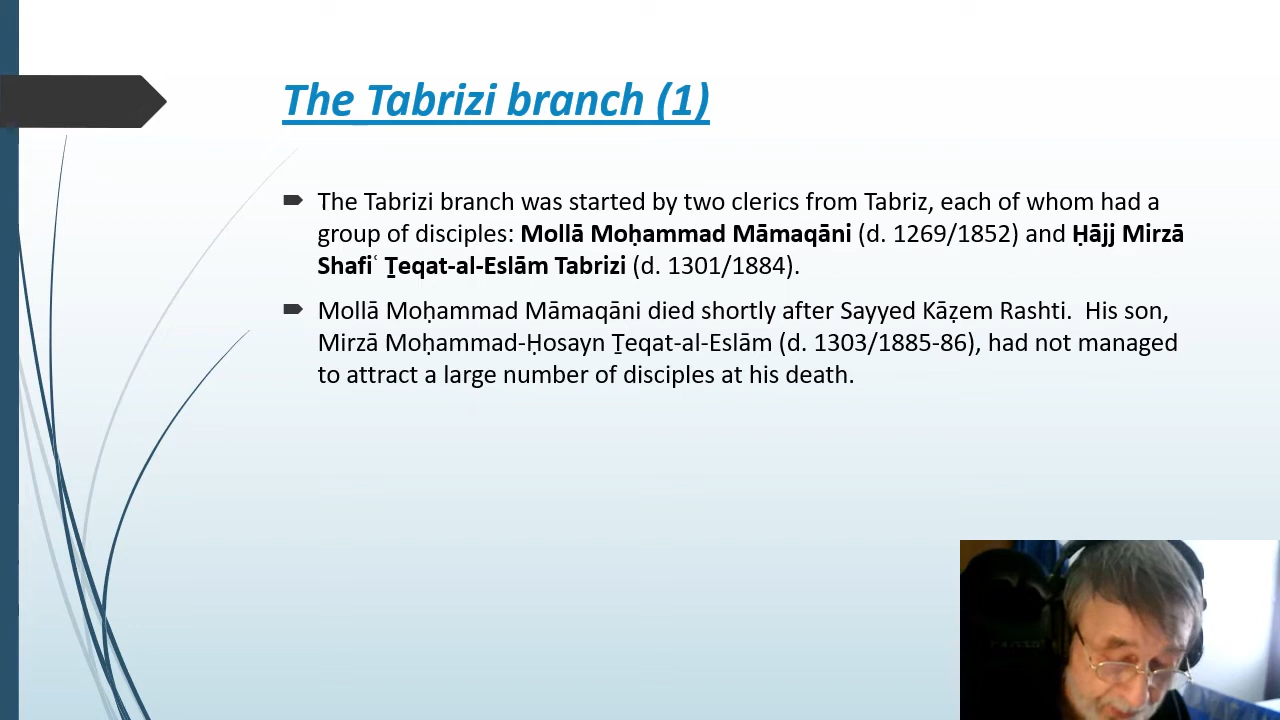 The Tabrizi branch (1)
The Tabrizi branch was started by two clerics from Tabriz, each of whom had a
group of disciples: Mollā Moḥammad Māmaqāni (d. 1269/1852) and Ḥājj Mirzā
Shafiʿ Ṯeqat-al-Eslām Tabrizi (d. 1301/1884).
Mollā Moḥammad Māmaqāni died shortly after Sayyed Kāẓem Rashti.  His son,
Mirzā Moḥammad-Ḥosayn Ṯeqat-al-Eslām (d. 1303/1885-86), had not managed
to attract a large number of disciples at his death.